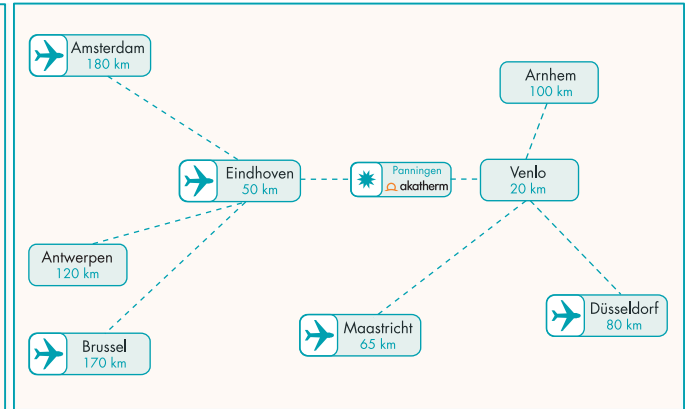 Amsterdam
180 km
Arnhem
100 km
Eindhoven
50 km
Panningen
akatherm
Venlo
20 km
Antwerpen
120 km
Brussel
170 km
Maastricht
65 km
Düsseldorf
80 km